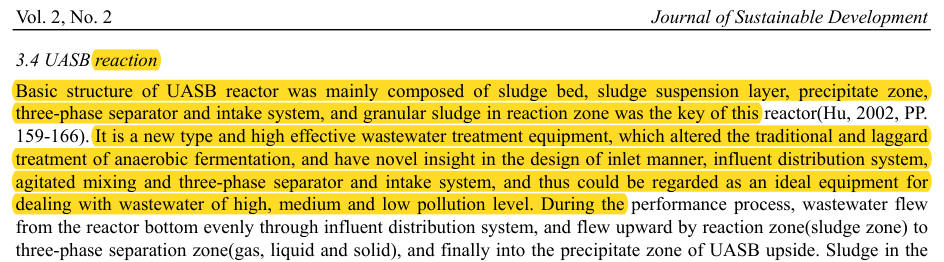 Vol. 2, No. 2 Journal of Sustainable Development
3.4 UASB reaction
Basic structure of UASB reactor was mainly composed of sludge bed, sludge suspension layer, precipitate zone,
three-phase separator and intake system, and granular sludge in reaction zone was the key of this reactor(Hu, 2002, PP.
159-166). It is a new type and high effective wastewater treatment equipment, which altered the traditional and laggard
treatment of anaerobic fermentation, and have novel insight in the design of inlet manner, influent distribution system,
agitated mixing and three-phase separator and intake system, and thus could be regarded as an ideal equipment for
dealing with wastewater of high, medium and low pollution level. During the performance process, wastewater flew
from the reactor bottom evenly through influent distribution system, and flew upward by reaction zone(sludge zone) to
three-phase separation zone(gas, liquid and solid), and finally into the precipitate zone of UASB upside. Sludge in the